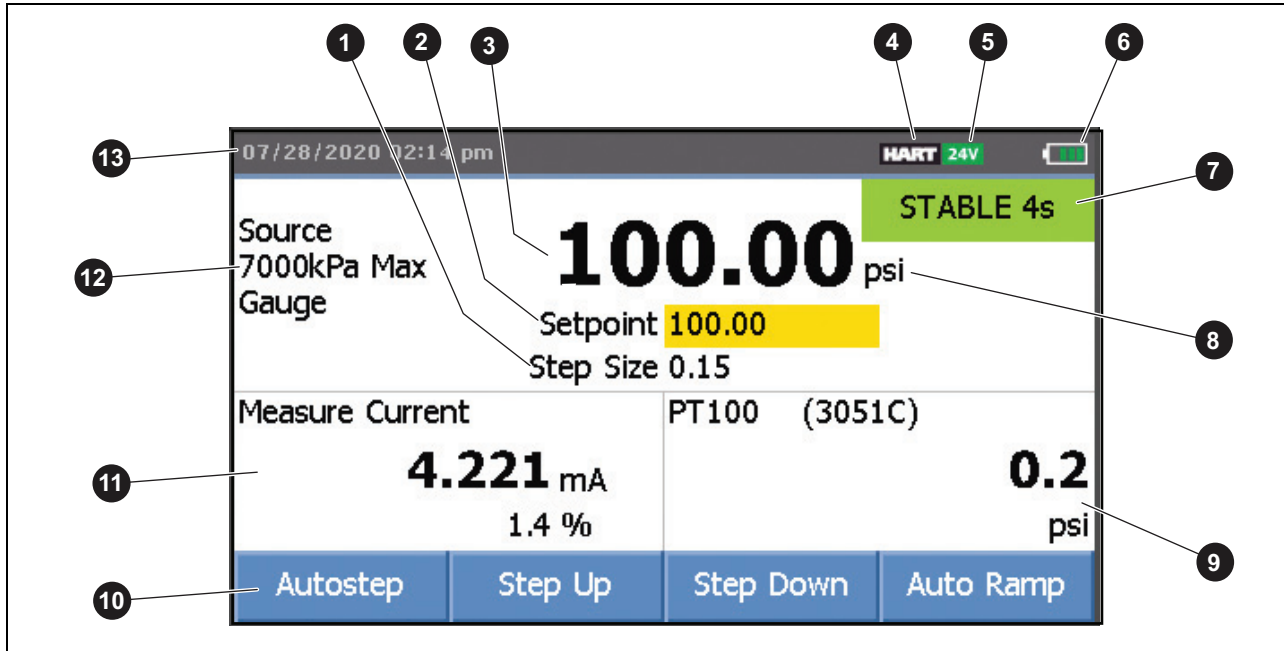 1 2 3 4 5 6
13 07/28/2020 02:14 pm HART 24V
7 STABLE 4s
Source
12 7000kPa Max
Gauge
100.00 psi
8
Setpoint 100.00
Step Size 0.15
Measure Current
PT100 (3051C)
11 4.221 mA
1.4 %
0.2
psi
9
10 Autostep Step Up Step Down Auto Ramp